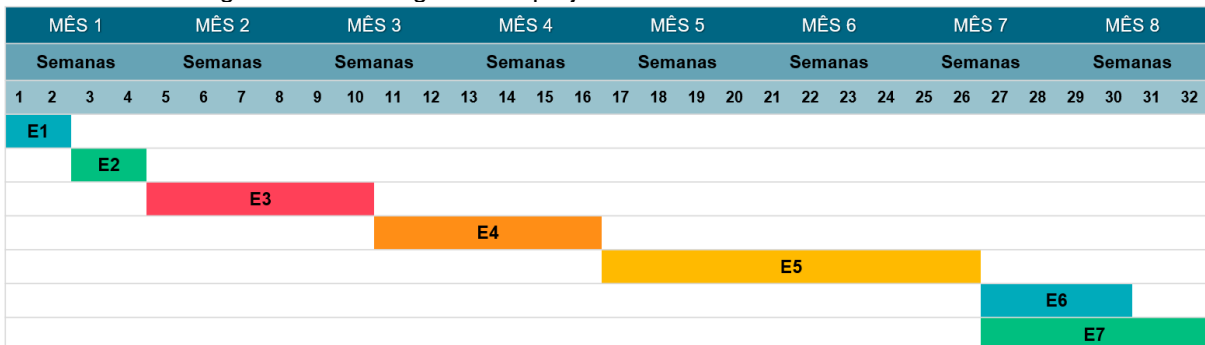 MÊS 1 MÊS 2 MÊS 3 MÊS 4 MÊS 5 MÊS 6 MÊS 7 MÊS 8
Semanas Semanas Semanas Semanas Semanas Semanas Semanas Semanas
1 2 3 4 5 6 7 8 9 10 11 12 13 14 15 16 17 18 19 20 21 22 23 24 25 26 27 28 29 30 31 32
E1
E2
E3
E4
E5
E6
E7